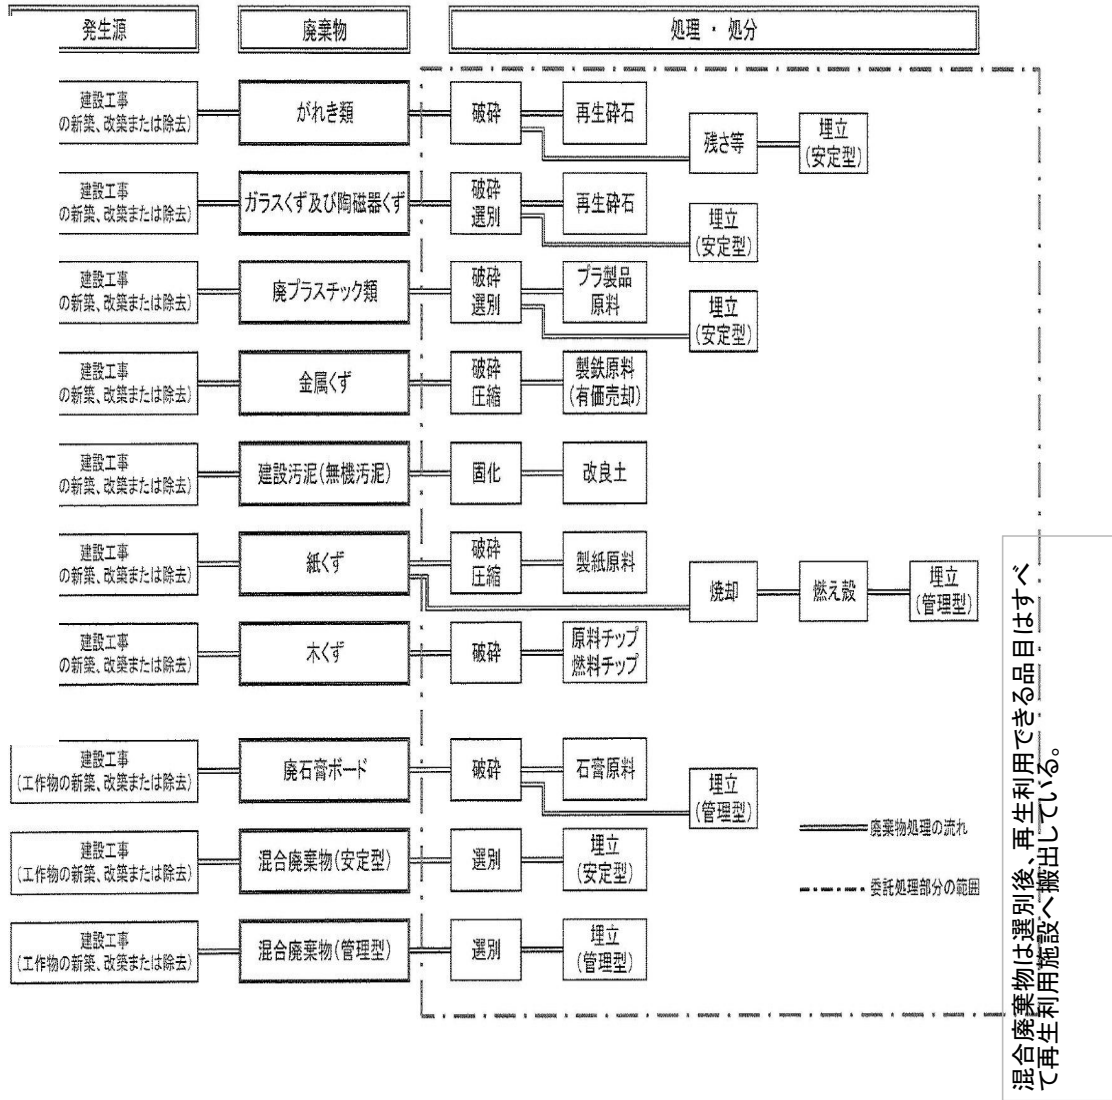 発生源
廃棄物
処理・処分
建設工事
の新築、改築または除去)
がれき類
破砕
再生砕石
残さ等
埋立
(安定型)
建設工事
の新築、改築または除去)
ガラスくず及び陶磁器くず
破砕
選別
再生砕石
埋立
(安定型)
建設工事
の新築、改築または除去)
廃プラスチック類
破砕
選別
プラ製品
原料
埋立
(安定型)
建設工事
の新築、改築または除去)
金属くず
破砕
圧縮
製鉄原料
(有価売却)
建設工事
の新築、改築または除去)
建設汚泥(無機汚泥)
固化
改良土
建設工事
の新築、改築または除去)
紙くず
破砕
圧縮
製紙原料
焼却
燃え殻
埋立
(管理型)
建設工事
の新築、改築または除去)
木くず
破砕
原料チップ
燃料チップ
建設工事
(工作物の新築、改築または除去)
廃石膏ボード
破砕
石膏原料
埋立
(管理型)
建設工事
(工作物の新築、改築または除去)
混合廃棄物(安定型)
選別
埋立
(安定型)
建設工事
(工作物の新築、改築または除去)
混合廃棄物(管理型)
選別
埋立
(管理型)
廃棄物処理の流れ
委託処理部分の範囲
混合廃棄物は選別後、再生利用できる品目はすべ
て再生利用施設へ搬出している。